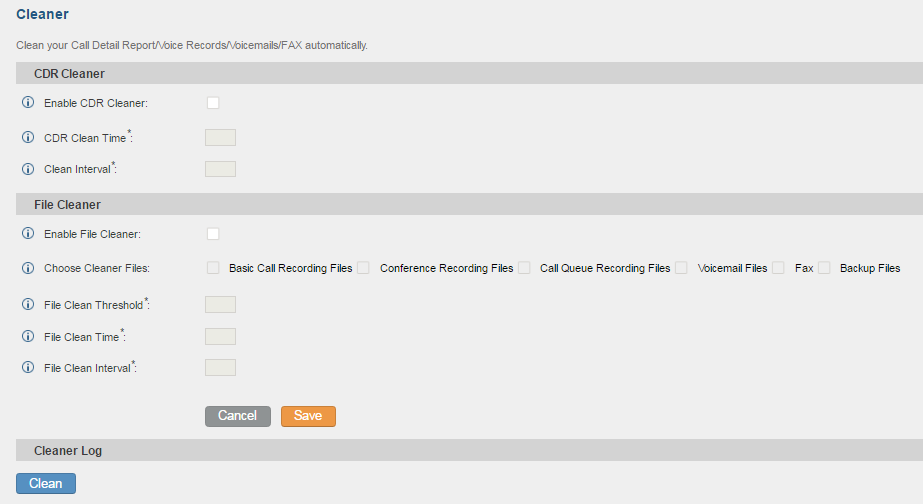 Cleaner
Clean your Call Detail Report/Voice Records/Voicemails/FAX automatically.
CDR Cleaner
Enable CDR Cleaner:
CDR Clean Time*:
Clean Interval*:
File Cleaner
Enable File Cleaner:
Choose Cleaner Files: Basic Call Recording Files Conference Recording Files Call Queue Recording Files Voicemail Files Fax Backup Files
File Clean Threshold*:
File Clean Time*:
File Clean Interval*:
Cancel Save
Cleaner Log
Clean